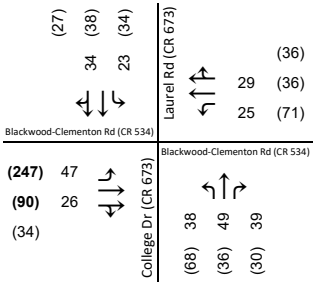 (27) (38) (34)
34 23
Blackwood-Clementon Rd (CR 534)
Laurel Rd (CR 673)
(36)
29 (36)
25 (71)
(247) 47
(90) 26
(34)
College Dr (CR 673)
Blackwood-Clementon Rd (CR 534)
38 49 39
(68) (36) (30)